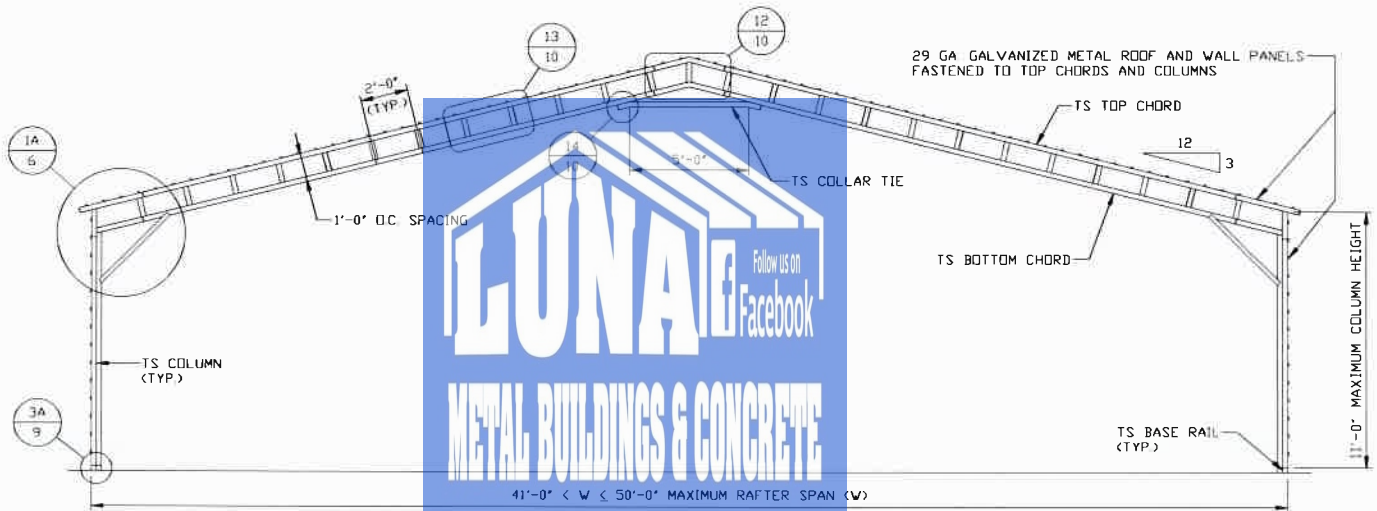 13
10
12
10
29 GA GALVANIZED METAL ROOF AND WALL PANELS
FASTENED TO TOP CHORDS AND COLUMNS
2'-0"
(TYP.)
TS TOP CHORD
1A
6
14
10
12
3
6'-0"
TS COLLAR TIE
1'-0" O.C. SPACING
LUNA
Follow us on
Facebook
TS BOTTOM CHORD
11'-0" MAXIMUM COLUMN HEIGHT
TS COLUMN
(TYP.)
METAL BUILDINGS & CONCRETE
3A
9
TS BASE RAIL
(TYP.)
41'-0" < W ≤ 50'-0" MAXIMUM RAFTER SPAN (W)